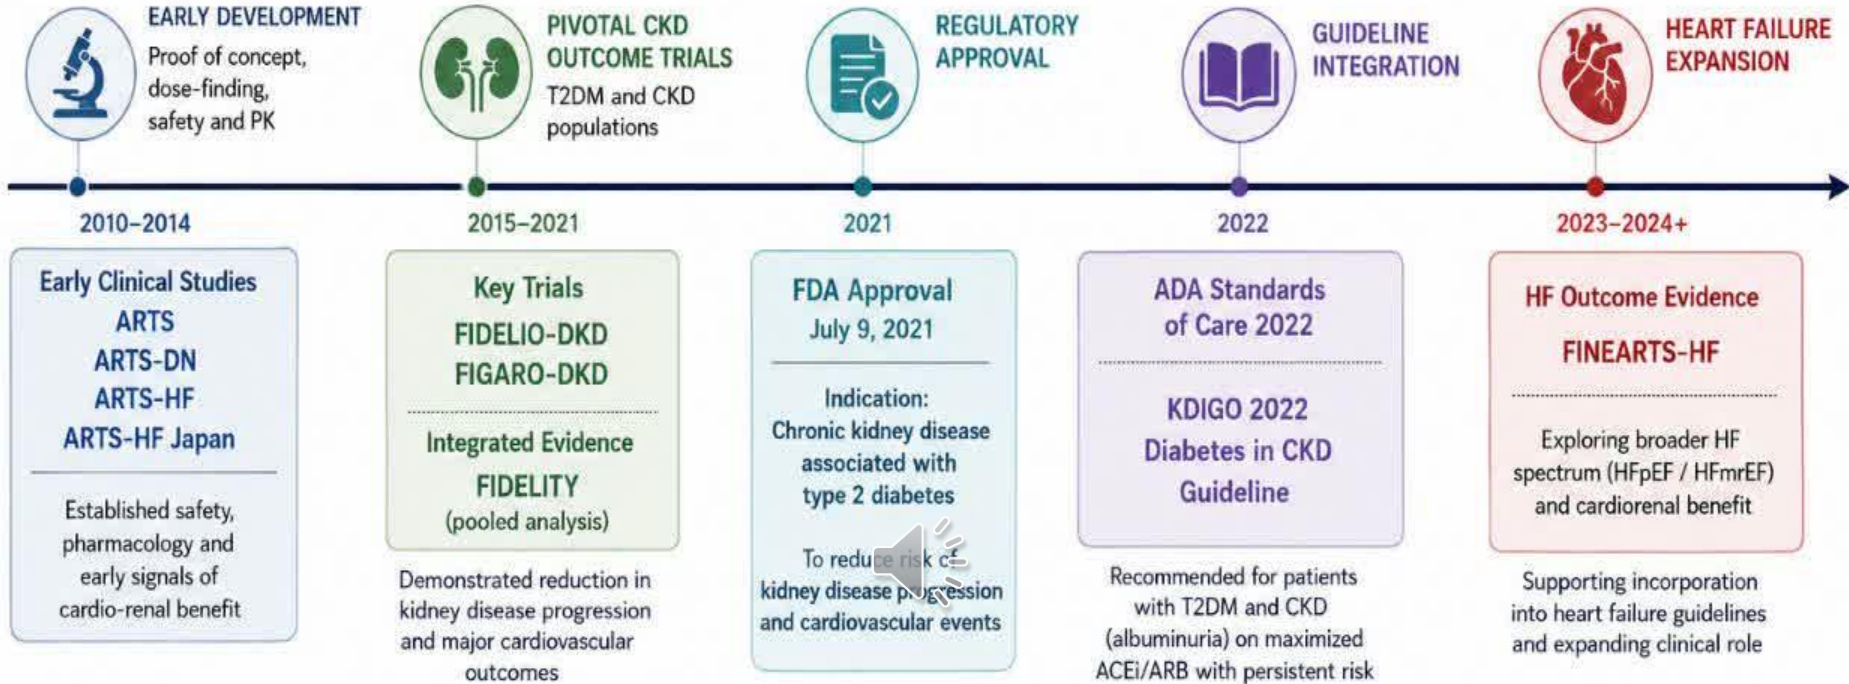 EARLY DEVELOPMENT
Proof of concept,
dose-finding,
safety and PK
PIVOTAL CKD
OUTCOME TRIALS
T2DM and CKD
populations
REGULATORY
APPROVAL
GUIDELINE
INTEGRATION
HEART FAILURE
EXPANSION
2010–2014
Early Clinical Studies
ARTS
ARTS-DN
ARTS-HF
ARTS-HF Japan
Established safety,
pharmacology and
early signals of
cardio-renal benefit
2015–2021
Key Trials
FIDELIO-DKD
FIGARO-DKD
Integrated Evidence
FIDELITY
(pooled analysis)
Demonstrated reduction in
kidney disease progression
and major cardiovascular
outcomes
2021
FDA Approval
July 9, 2021
Indication:
Chronic kidney disease
associated with
type 2 diabetes
To reduce risk of
kidney disease progression
and cardiovascular events
2022
ADA Standards
of Care 2022
KDIGO 2022
Diabetes in CKD
Guideline
Recommended for patients
with T2DM and CKD
(albuminuria) on maximized
ACEi/ARB with persistent risk
2023–2024+
HF Outcome Evidence
FINEARTS-HF
Exploring broader HF
spectrum (HFpEF / HFmrEF)
and cardiorenal benefit
Supporting incorporation
into heart failure guidelines
and expanding clinical role